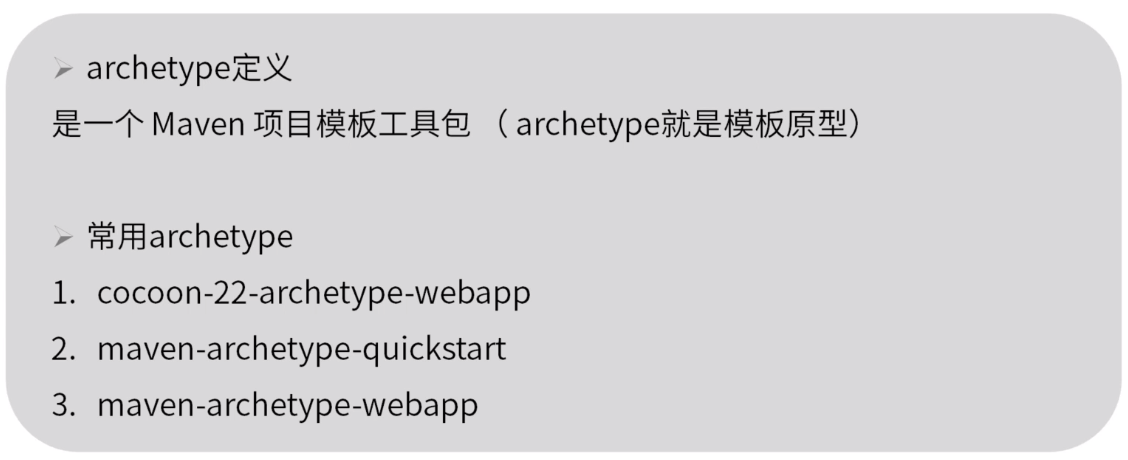 ➢ archetype定义
是一个 Maven 项目模板工具包 （ archetype就是模板原型）
➢ 常用archetype
1. cocoon-22-archetype-webapp
2. maven-archetype-quickstart
3. maven-archetype-webapp